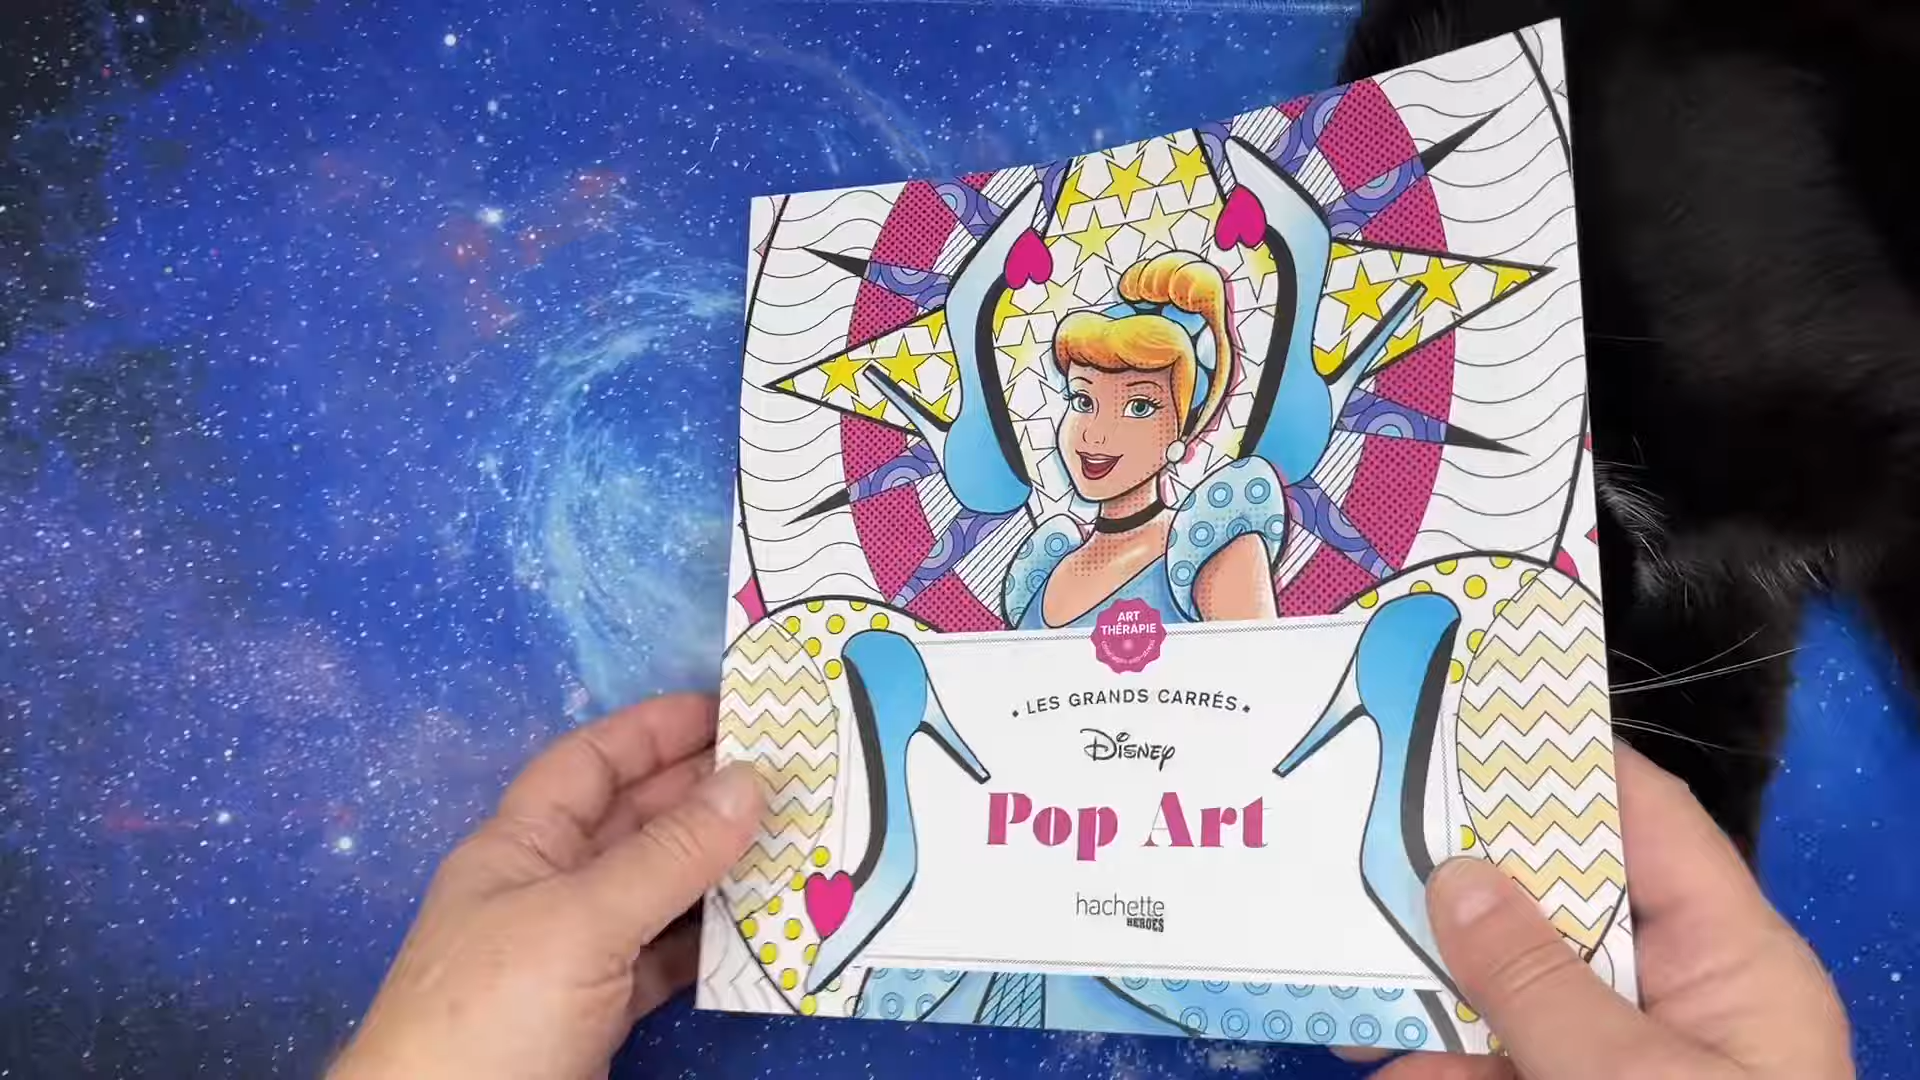 ART
THÉRAPIE
• LES GRANDS CARRÉS •
Disney
Pop Art
hachette
HEROES